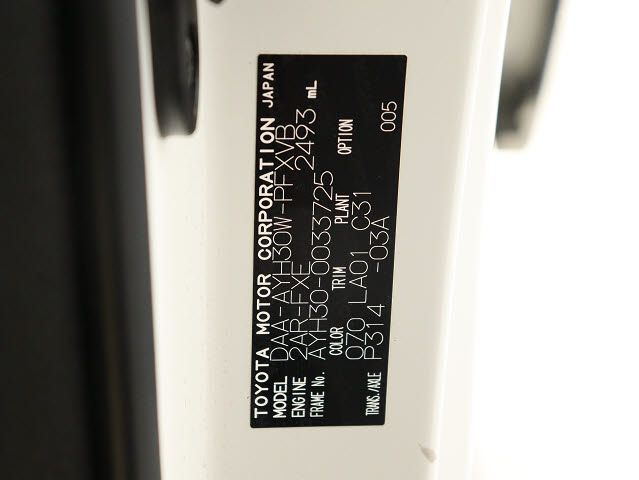 TOYOTA MOTOR CORPORATION JAPAN
MODEL DAA-AYH30W-PFXVB
ENGINE 2AR-FXE 2493 mL
FRAME No. AYH30-0033725
COLOR TRIM PLANT OPTION
070 LA01 C31
TRANS./AXLE P314 -03A 005